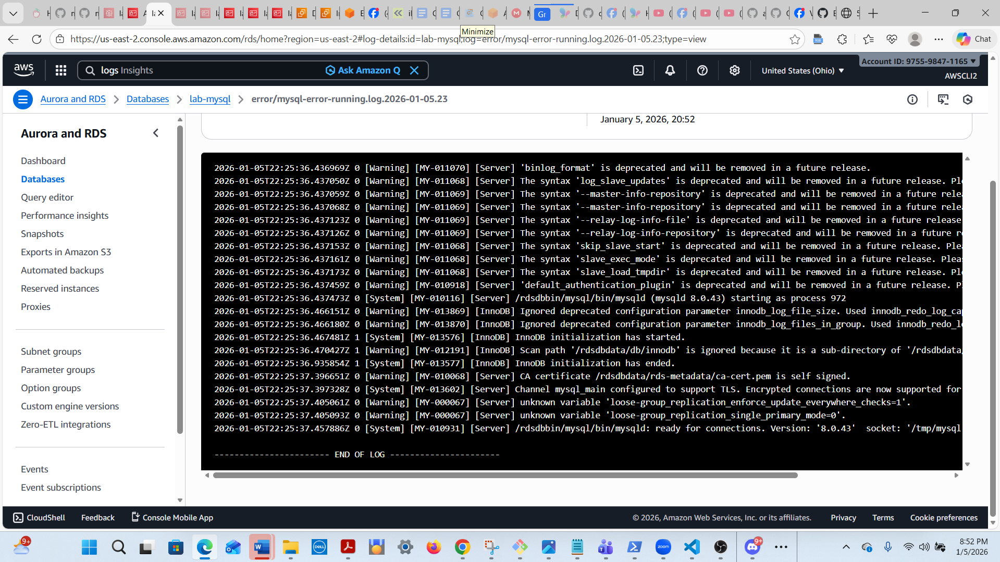 Gr
Minimize
https://us-east-2.console.aws.amazon.com/rds/home?region=us-east-2#log-details:id=lab-mysql;log=error/mysql-error-running.log.2026-01-05.23;type=view
Chat
aws
logs Insights
Ask Amazon Q
United States (Ohio)
Account ID: 9755-9847-1165
AWSCLI2
Aurora and RDS
Databases
lab-mysql
error/mysql-error-running.log.2026-01-05.23
Aurora and RDS
Dashboard
Databases
Query editor
Performance insights
Snapshots
Exports in Amazon S3
Automated backups
Reserved instances
Proxies
Subnet groups
Parameter groups
Option groups
Custom engine versions
Zero-ETL integrations
Events
Event subscriptions
January 5, 2026, 20:52
2026-01-05T22:25:36.436969Z 0 [Warning] [MY-011070] [Server] 'binlog_format' is deprecated and will be removed in a future release.
2026-01-05T22:25:36.437050Z 0 [Warning] [MY-011068] [Server] The syntax 'log_slave_updates' is deprecated and will be removed in a future release. Pl
2026-01-05T22:25:36.437059Z 0 [Warning] [MY-011069] [Server] The syntax '--master-info-repository' is deprecated and will be removed in a future rele
2026-01-05T22:25:36.437068Z 0 [Warning] [MY-011069] [Server] The syntax '--master-info-repository' is deprecated and will be removed in a future rele
2026-01-05T22:25:36.437123Z 0 [Warning] [MY-011069] [Server] The syntax '--relay-log-info-file' is deprecated and will be removed in a future release
2026-01-05T22:25:36.437126Z 0 [Warning] [MY-011069] [Server] The syntax '--relay-log-info-repository' is deprecated and will be removed in a future r
2026-01-05T22:25:36.437153Z 0 [Warning] [MY-011068] [Server] The syntax 'skip_slave_start' is deprecated and will be removed in a future release. Plea
2026-01-05T22:25:36.437161Z 0 [Warning] [MY-011068] [Server] The syntax 'slave_exec_mode' is deprecated and will be removed in a future release. Pleas
2026-01-05T22:25:36.437173Z 0 [Warning] [MY-011068] [Server] The syntax 'slave_load_tmpdir' is deprecated and will be removed in a future release. Pl
2026-01-05T22:25:36.437459Z 0 [Warning] [MY-010918] [Server] 'default_authentication_plugin' is deprecated and will be removed in a future release. P
2026-01-05T22:25:36.437473Z 0 [System] [MY-010116] [Server] /rdsdbbin/mysql/bin/mysqld (mysqld 8.0.43) starting as process 972
2026-01-05T22:25:36.466151Z 0 [Warning] [MY-013869] [InnoDB] Ignored deprecated configuration parameter innodb_log_file_size. Used innodb_redo_log_ca
2026-01-05T22:25:36.466180Z 0 [Warning] [MY-013870] [InnoDB] Ignored deprecated configuration parameter innodb_log_files_in_group. Used innodb_redo_l
2026-01-05T22:25:36.467481Z 1 [System] [MY-013576] [InnoDB] InnoDB initialization has started.
2026-01-05T22:25:36.470427Z 1 [Warning] [MY-012191] [InnoDB] Scan path '/rdsdbdata/db/innodb' is ignored because it is a sub-directory of '/rdsdbdata/
2026-01-05T22:25:36.935854Z 1 [System] [MY-013577] [InnoDB] InnoDB initialization has ended.
2026-01-05T22:25:37.396651Z 0 [Warning] [MY-010068] [Server] CA certificate /rdsdbdata/rds-metadata/ca-cert.pem is self signed.
2026-01-05T22:25:37.397328Z 0 [System] [MY-013602] [Server] Channel mysql_main configured to support TLS. Encrypted connections are now supported for
2026-01-05T22:25:37.405061Z 0 [Warning] [MY-000067] [Server] unknown variable 'loose-group_replication_enforce_update_everywhere_checks=1'.
2026-01-05T22:25:37.405093Z 0 [Warning] [MY-000067] [Server] unknown variable 'loose-group_replication_single_primary_mode=0'.
2026-01-05T22:25:37.457886Z 0 [System] [MY-010931] [Server] /rdsdbbin/mysql/bin/mysqld: ready for connections. Version: '8.0.43'  socket: '/tmp/mysql
----------------------- END OF LOG ----------------------
CloudShell
Feedback
Console Mobile App
© 2026, Amazon Web Services, Inc. or its affiliates.
Privacy
Terms
Cookie preferences
9+
DELL
zoom
9+
8:52 PM
1/5/2026